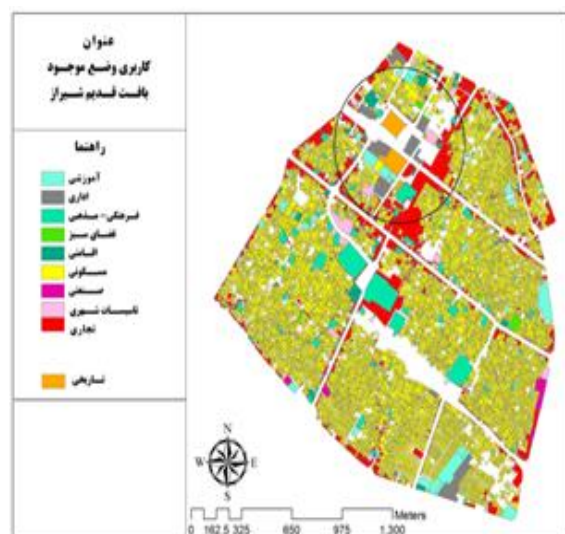 عنوان
کاربری وضع موجود
بافت قدیم شیراز
راهنما
آموزشی
اداری
فرهنگی - مذهبی
فضای سبز
اقامتی
مسکونی
صنعتی
تاسیسات شهری
تجاری
تاریخی
N
W E
S
Meters
0 162.5 325 650 975 1,300